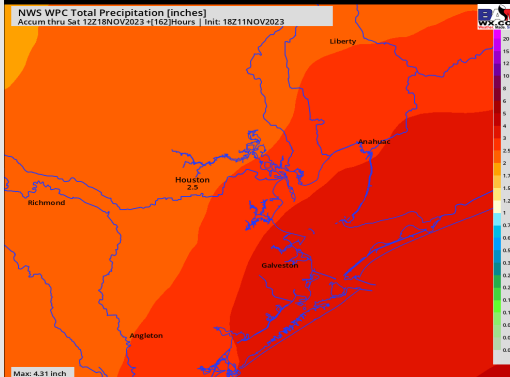 NWS WPC Total Precipitation [inches]
Accum thru Sat 12Z18NOV2023 +[162]Hours | Init: 18Z11NOV2023
Liberty
Anahuac
Houston
2.5
Richmond
Galveston
Angleton
Max: 4.31 inch
20
15
12
10
8
6
5
4
3
2.5
2
1